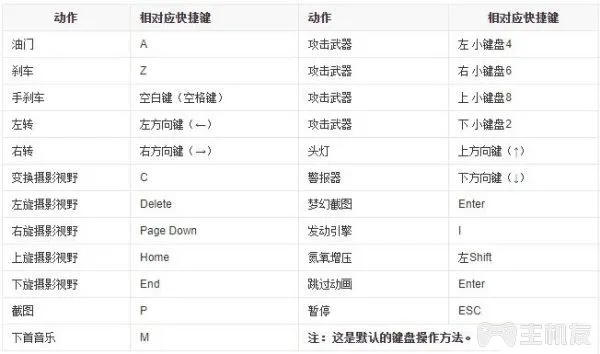 动作 相对应快捷键 动作 相对应快捷键
油门 A 攻击武器 左 小键盘4
刹车 Z 攻击武器 右 小键盘6
手刹车 空白键（空格键） 攻击武器 上 小键盘8
左转 左方向键（←） 攻击武器 下 小键盘2
右转 右方向键（→） 头灯 上方向键（↑）
变换摄影视野 C 警报器 下方向键（↓）
左旋摄影视野 Delete 梦幻截图 Enter
右旋摄影视野 Page Down 发动引擎 I
上旋摄影视野 Home 氮氧增压 左Shift
下旋摄影视野 End 跳过动画 Enter
截图 P 暂停 ESC
下首音乐 M 注：这是默认的键盘操作方法。
主机友